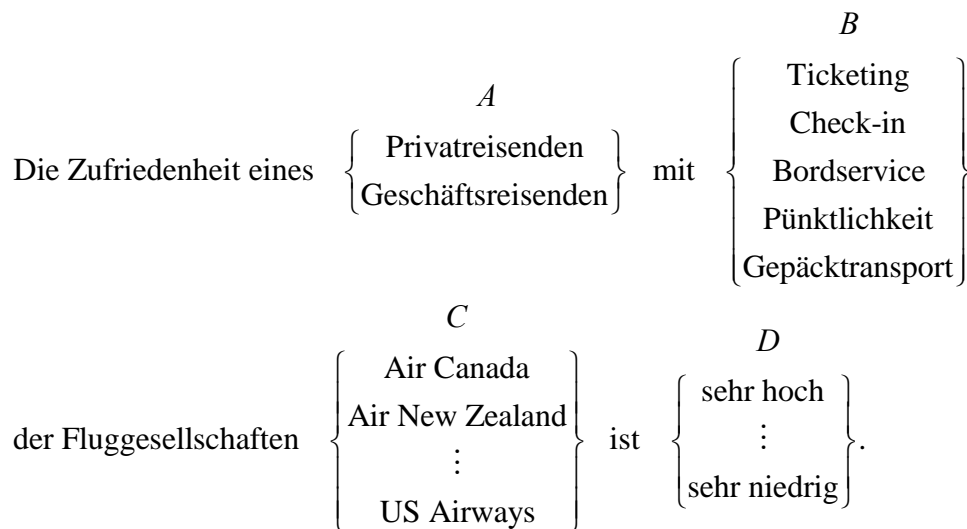 B
A
Ticketing
Check-in
Die Zufriedenheit eines { Privatreisenden } mit { Bordservice }
Geschäftsreisenden
Pünktlichkeit
Gepäcktransport
C
D
Air Canada
sehr hoch
Air New Zealand
der Fluggesellschaften { ⋮ } ist { ⋮ }.
US Airways
sehr niedrig